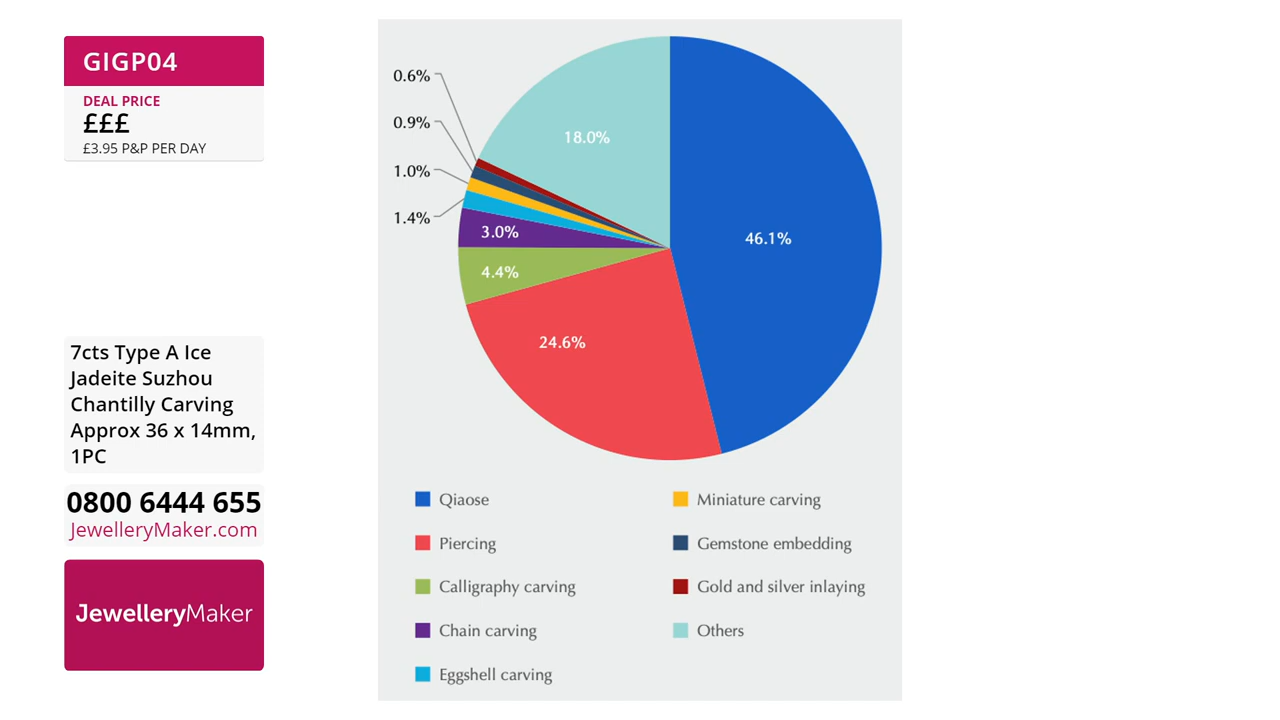 GIGP04
DEAL PRICE
£££
£3.95 P&P PER DAY
7cts Type A Ice
Jadeite Suzhou
Chantilly Carving
Approx 36 x 14mm,
1PC
0800 6444 655
JewelleryMaker.com
JewelleryMaker
0.6%
0.9%
1.0%
1.4%
18.0%
3.0%
4.4%
24.6%
46.1%
Qiaose
Piercing
Calligraphy carving
Chain carving
Eggshell carving
Miniature carving
Gemstone embedding
Gold and silver inlaying
Others